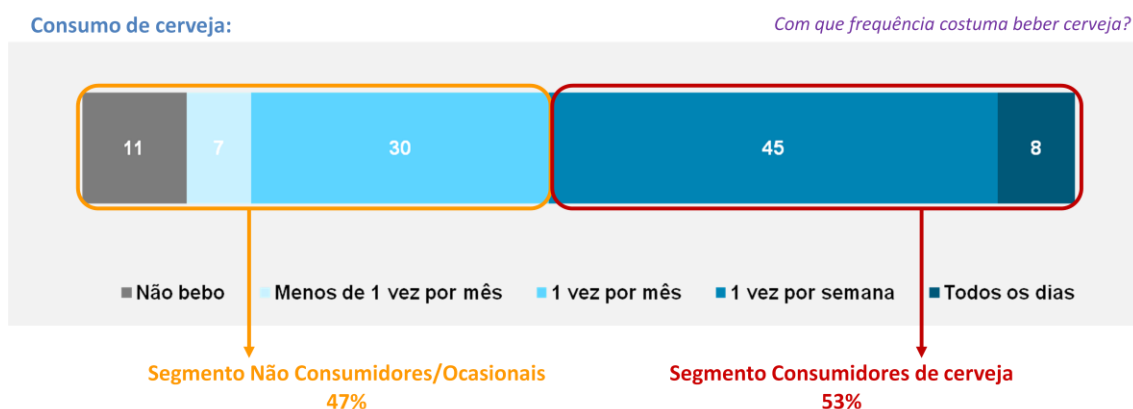 Consumo de cerveja:
Com que frequência costuma beber cerveja?
11 7 30 45 8
Não bebo Menos de 1 vez por mês 1 vez por mês 1 vez por semana Todos os dias
Segmento Não Consumidores/Ocasionais
47%
Segmento Consumidores de cerveja
53%